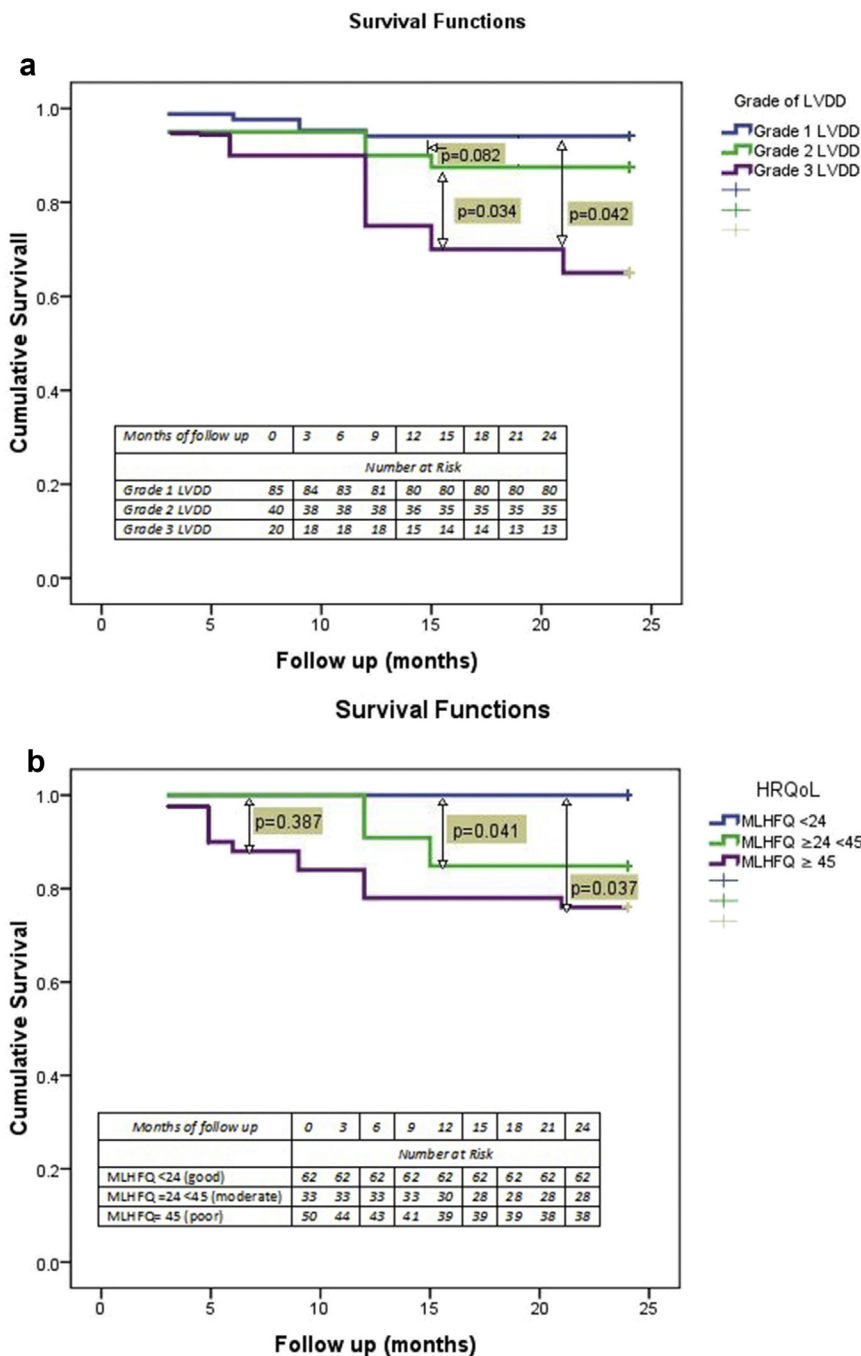 Survival Functions
a
Grade of LVDD
Grade 1 LVDD
Grade 2 LVDD
Grade 3 LVDD
Cumulative Survivall
1.0
0.8
0.6
0.4
0.2
0.0
p=0.082
p=0.034
p=0.042
Months of follow up 0 3 6 9 12 15 18 21 24
Number at Risk
Grade 1 LVDD 85 84 83 81 80 80 80 80 80
Grade 2 LVDD 40 38 38 38 36 35 35 35 35
Grade 3 LVDD 20 18 18 18 15 14 14 13 13
0 5 10 15 20 25
Follow up (months)
Survival Functions
b
HRQoL
MLHFQ <24
MLHFQ ≥24 <45
MLHFQ ≥ 45
Cumulative Survival
1.0
0.8
0.6
0.4
0.2
0.0
p=0.387
p=0.041
p=0.037
Months of follow up 0 3 6 9 12 15 18 21 24
Number at Risk
MLHFQ <24 (good) 62 62 62 62 62 62 62 62 62
MLHFQ =24 <45 (moderate) 33 33 33 33 30 28 28 28 28
MLHFQ= 45 (poor) 50 44 43 41 39 39 39 38 38
0 5 10 15 20 25
Follow up (months)